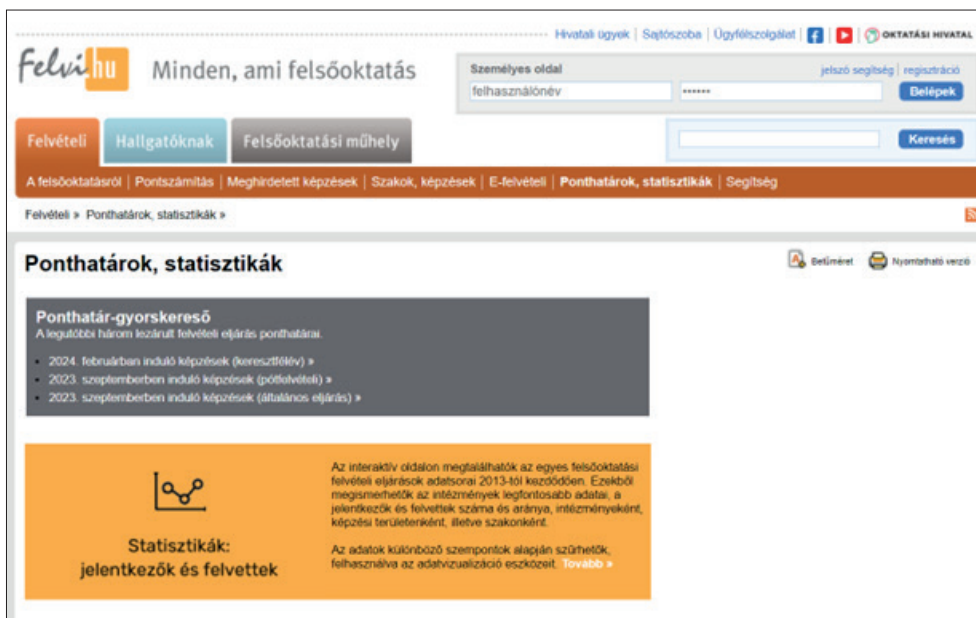 Hivatali ügyek | Sajtószoba | Ügyfélszolgálat | OKTATÁSI HIVATAL
Felvi.hu
Minden, ami felsőoktatás
Személyes oldal
jelszó segítség | regisztráció
felhasználónév
••••••
Belépek
Felvételi
Hallgatóknak
Felsőoktatási műhely
Keresés
A felsőoktatásról | Pontszámítás | Meghirdetett képzések | Szakok, képzések | E-felvételi | Ponthatárok, statisztikák | Segítség
Felvételi » Ponthatárok, statisztikák »
Ponthatárok, statisztikák
Betűméret
Nyomtatható verzió
Ponthatár-gyorskereső
A legutóbbi három lezárult felvételi eljárás ponthatárai.
• 2024. februárban induló képzések (keresztfélév) »
• 2023. szeptemberben induló képzések (pótfelvételi) »
• 2023. szeptemberben induló képzések (általános eljárás) »
Statisztikák:
jelentkezők és felvettek
Az interaktív oldalon megtalálhatók az egyes felsőoktatási
felvételi eljárások adatsorai 2013-tól kezdődően. Ezekből
megismerhetők az intézmények legfontosabb adatai, a
jelentkezők és felvettek száma és aránya, intézményeként,
képzési területenként, illetve szakonként.
Az adatok különböző szempontok alapján szűrhetők,
felhasználva az adatvizualizáció eszközeit. Tovább »